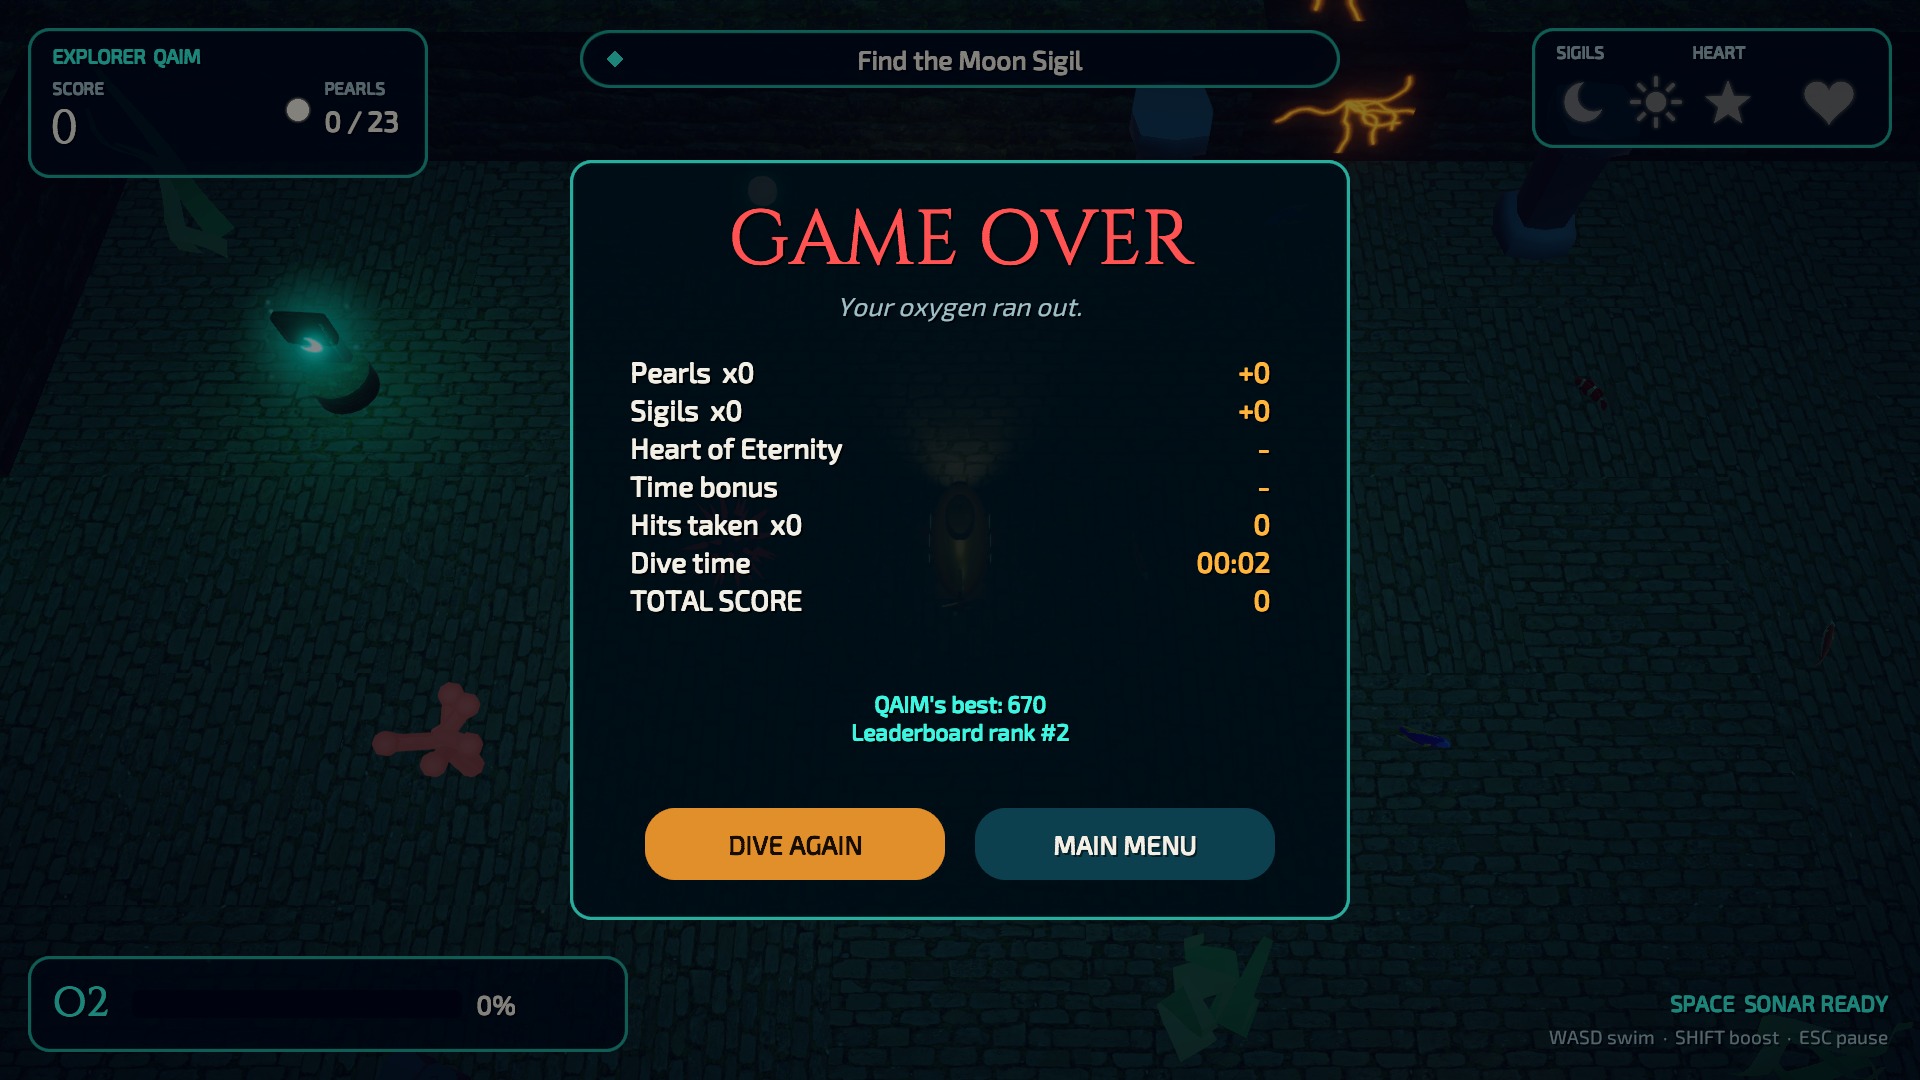 EXPLORER QAIM
SCORE
0
PEARLS
0 / 23
Find the Moon Sigil
SIGILS
HEART
GAME OVER
Your oxygen ran out.
Pearls x0 +0
Sigils x0 +0
Heart of Eternity -
Time bonus -
Hits taken x0 0
Dive time 00:02
TOTAL SCORE 0
QAIM's best: 670
Leaderboard rank #2
DIVE AGAIN
MAIN MENU
O2
0%
SPACE SONAR READY
WASD swim · SHIFT boost · ESC pause